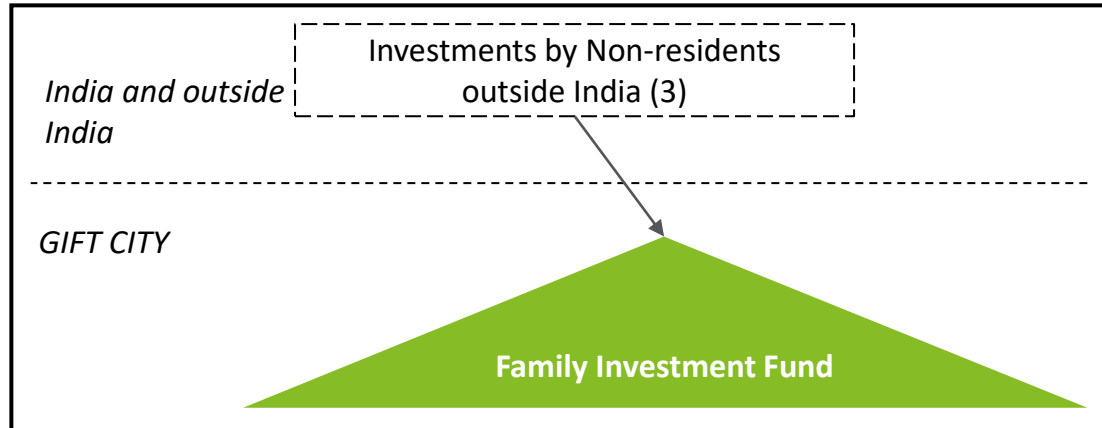 Investments by Non-residents
outside India (3)
India and outside
India
GIFT CITY
Family Investment Fund